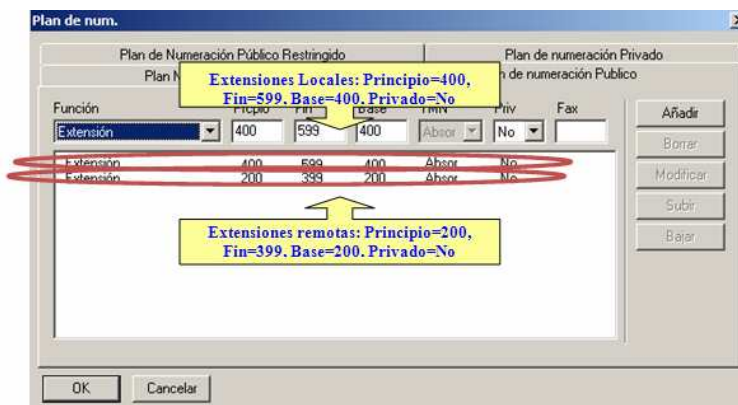 Plan de num.
Plan de Numeración Público Restringido
Plan de numeración Privado
Plan N
n de numeración Publico
Extensiones Locales: Principio=400,
Fin=599. Base=400. Privado=No
Función Fin Base TMN Priv Fax
Extensión 400 599 400 Absor No
Añadir
Borrar
Extensión 400 599 400 Absor No
Extensión 200 399 200 Absor No
Modificar
Subir
Extensiones remotas: Principio=200,
Fin=399. Base=200. Privado=No
Bajar
OK
Cancelar